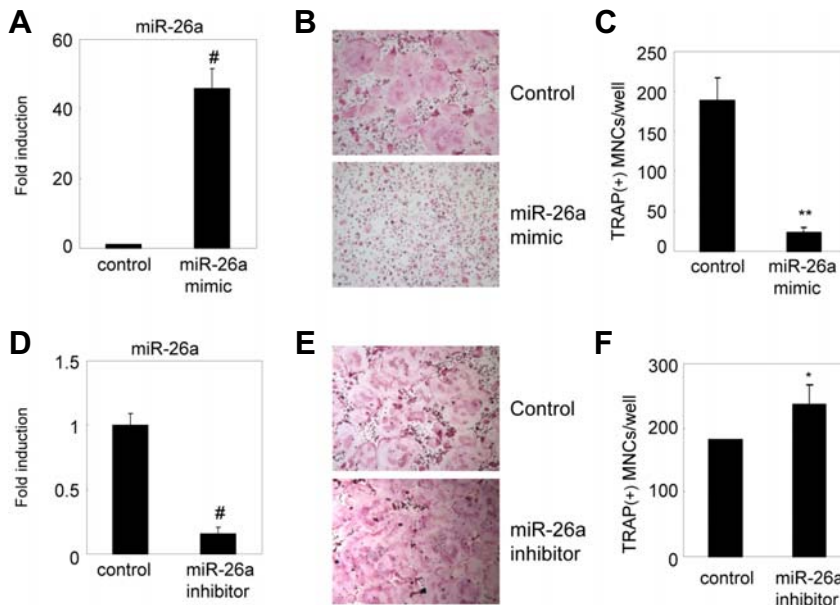 A
miR-26a
60
40
20
0
Fold induction
#
control
miR-26a
mimic
B
Control
miR-26a
mimic
C
250
200
150
100
50
0
TRAP(+) MNCs/well
**
control
miR-26a
mimic
D
miR-26a
1.5
1
0.5
0
Fold induction
#
control
miR-26a
inhibitor
E
Control
miR-26a
inhibitor
F
300
200
100
0
TRAP(+) MNCs/well
*
control
miR-26a
inhibitor